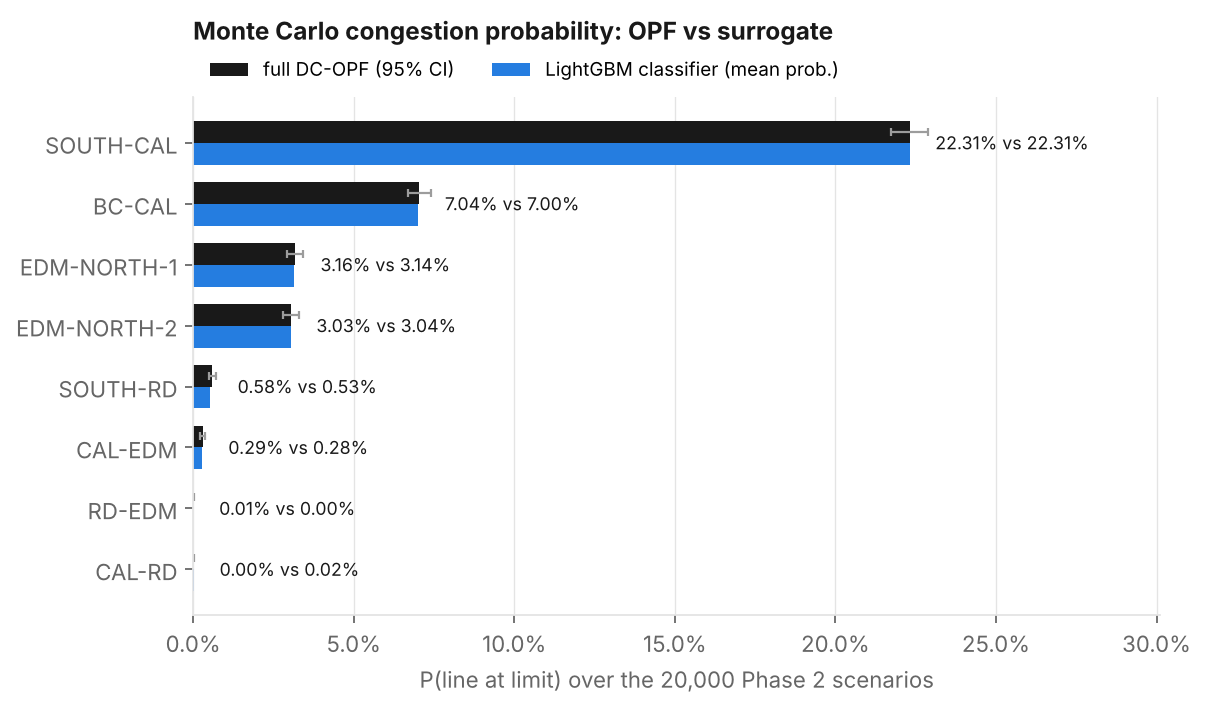 Monte Carlo congestion probability: OPF vs surrogate
full DC-OPF (95% CI) LightGBM classifier (mean prob.)
SOUTH-CAL 22.31% vs 22.31%
BC-CAL 7.04% vs 7.00%
EDM-NORTH-1 3.16% vs 3.14%
EDM-NORTH-2 3.03% vs 3.04%
SOUTH-RD 0.58% vs 0.53%
CAL-EDM 0.29% vs 0.28%
RD-EDM 0.01% vs 0.00%
CAL-RD 0.00% vs 0.02%
0.0% 5.0% 10.0% 15.0% 20.0% 25.0% 30.0%
P(line at limit) over the 20,000 Phase 2 scenarios